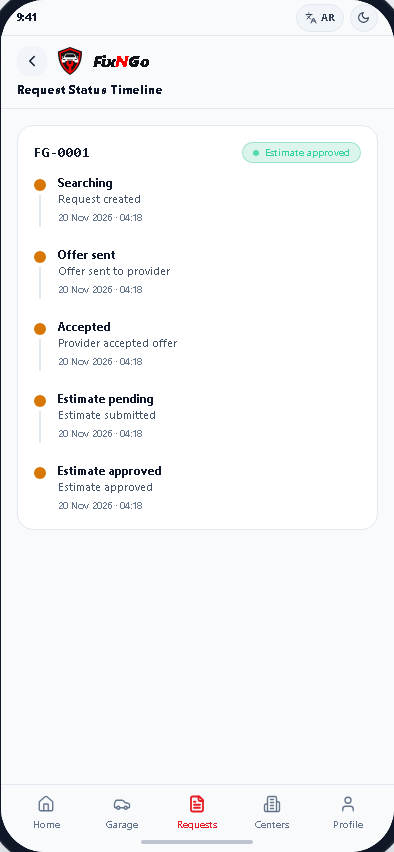 9:41
AR
FixNGo
Request Status Timeline
FG-0001
Estimate approved
Searching
Request created
20 Nov 2026 · 04:18
Offer sent
Offer sent to provider
20 Nov 2026 · 04:18
Accepted
Provider accepted offer
20 Nov 2026 · 04:18
Estimate pending
Estimate submitted
20 Nov 2026 · 04:18
Estimate approved
Estimate approved
20 Nov 2026 · 04:18
Home
Garage
Requests
Centers
Profile